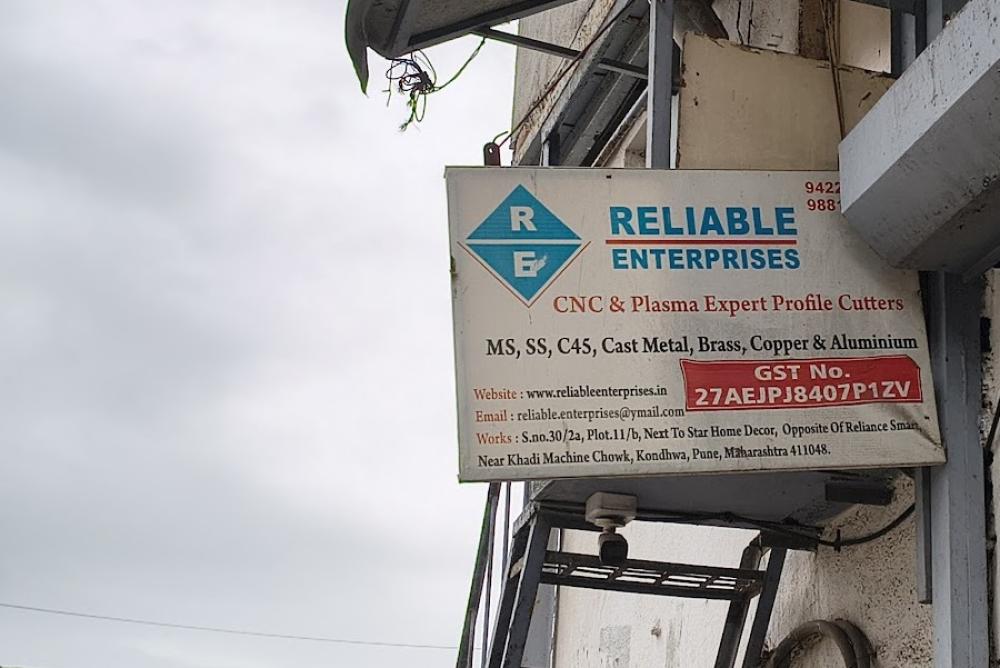 9422
9881
R
E
RELIABLE
ENTERPRISES
CNC & Plasma Expert Profile Cutters
MS, SS, C45, Cast Metal, Brass, Copper & Aluminium
GST No.
27AEJPJ8407P1ZV
Website : www.reliableenterprises.in
Email : reliable.enterprises@ymail.com
Works : S.no.30/2a, Plot.11/b, Next To Star Home Decor, Opposite Of Reliance Smart,
Near Khadi Machine Chowk, Kondhwa, Pune, Maharashtra 411048.